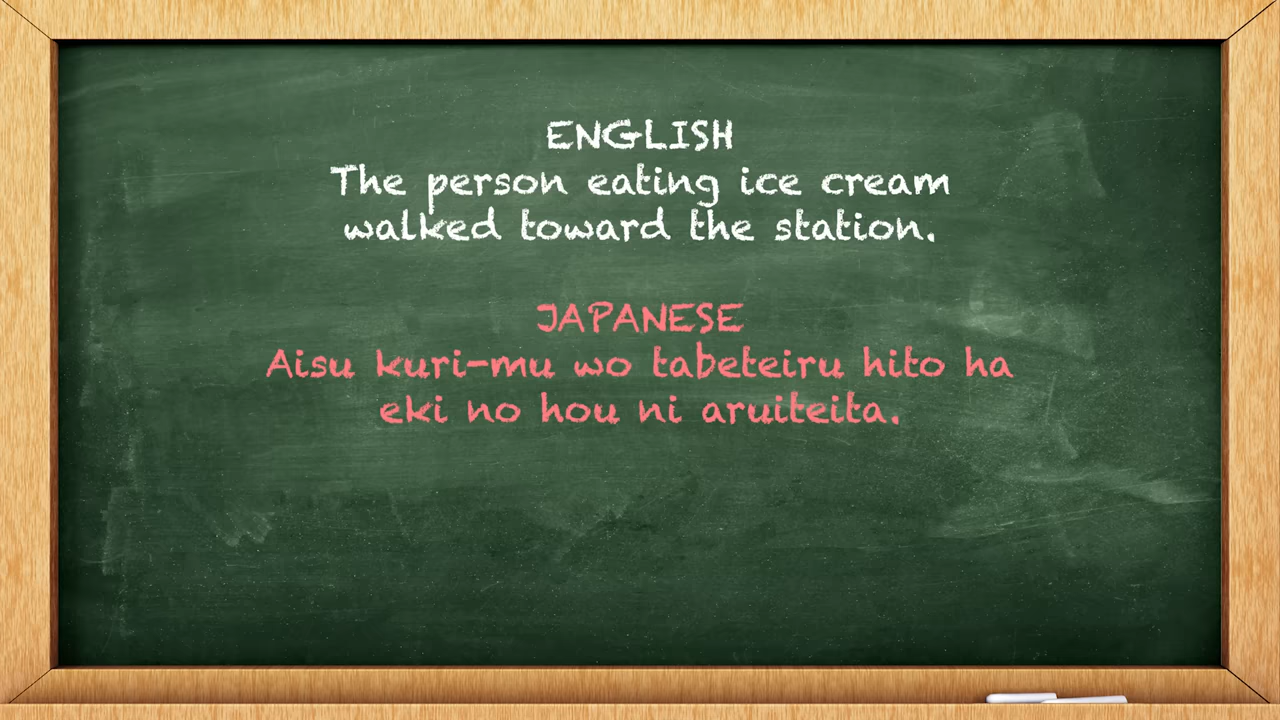 ENGLISH
The person eating ice cream
walked toward the station.
JAPANESE
Aisu kuri-mu wo tabeteiru hito ha
eki no hou ni aruiteita.